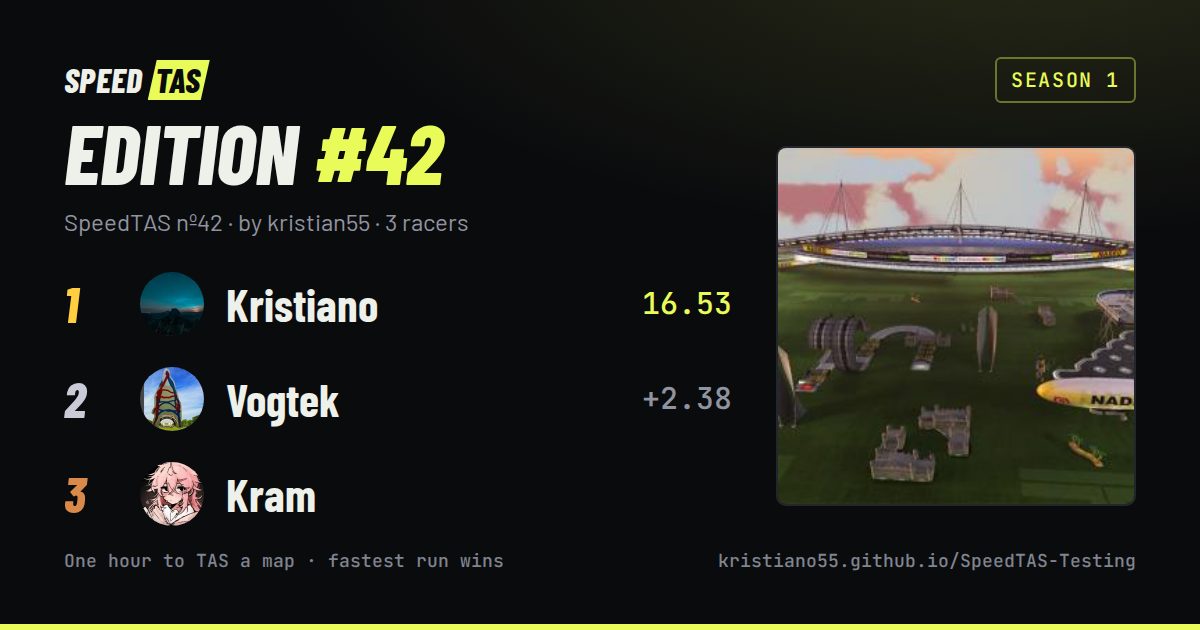 SPEED TAS
SEASON 1
EDITION #42
SpeedTAS nº42 · by kristian55 · 3 racers
1 Kristiano 16.53
2 Vogtek +2.38
3 Kram
NAD
One hour to TAS a map · fastest run wins
kristiano55.github.io/SpeedTAS-Testing